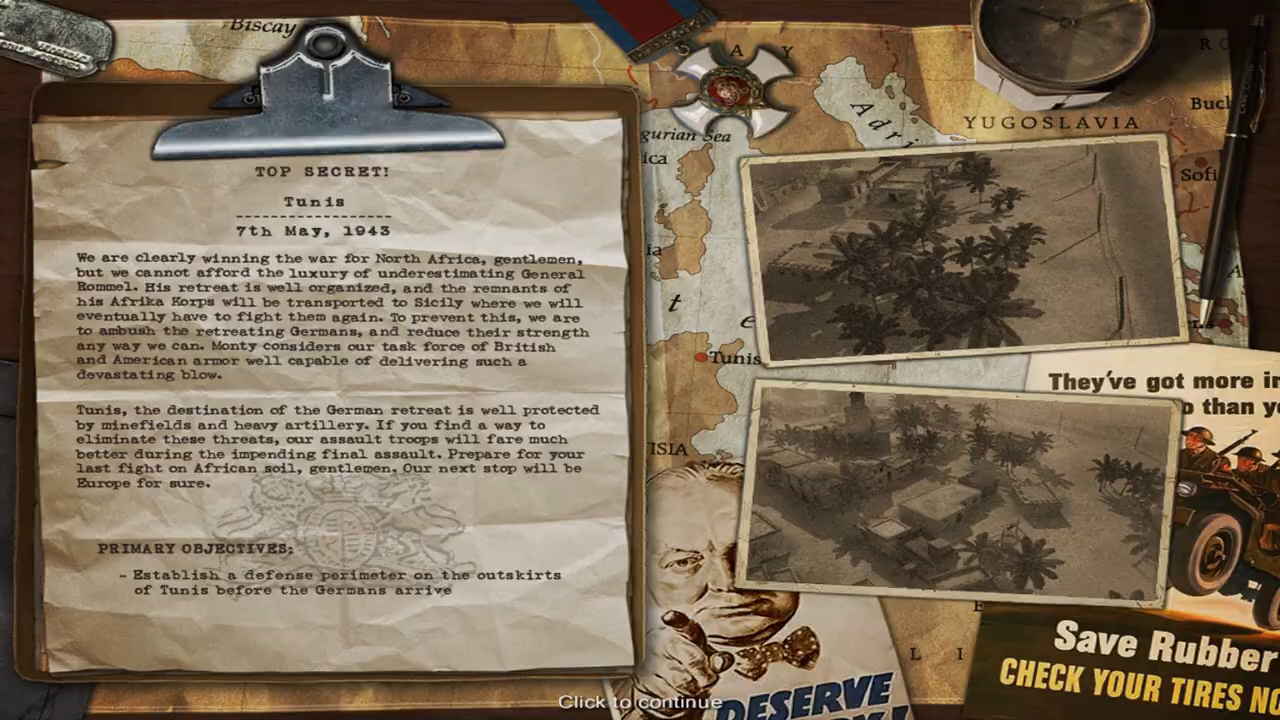 Biscay
TOP SECRET!
Tunis
7th May, 1943
We are clearly winning the war for North Africa, gentlemen,
but we cannot afford the luxury of underestimating General
Rommel. His retreat is well organized, and the remnants of
his Afrika Korps will be transported to Sicily where we will
eventually have to fight them again. To prevent this, we are
to ambush the retreating Germans, and reduce their strength
any way we can. Monty considers our task force of British
and American armor well capable of delivering such a
devastating blow.
Tunis, the destination of the German retreat is well protected
by minefields and heavy artillery. If you find a way to
eliminate these threats, our assault troops will fare much
better during the impending final assault. Prepare for your
last fight on African soil, gentlemen. Our next stop will be
Europe for sure.
PRIMARY OBJECTIVES:
- Establish a defense perimeter on the outskirts
of Tunis before the Germans arrive
A Y
Adri
YUGOSLAVIA
R O
Buch
Sofi
gurian Sea
ica
ia
t
e
Tunis
ISIA
L I
They've got more in
o than yo
Save Rubber
CHECK YOUR TIRES NO
DESERVE
Click to continue